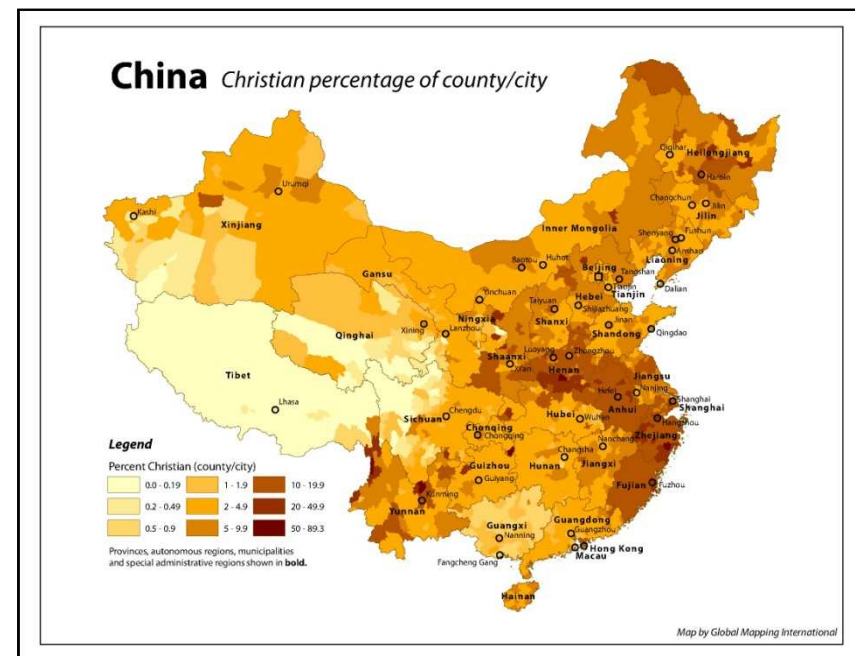 China Christian percentage of county/city
Qiqihar
Heilongjiang
Harbin
Changchun
Jilin
Jilin
Urumqi
Kashi
Xinjiang
Inner Mongolia
Shenyang
Fushun
Anshan
Liaoning
Gansu
Baotou
Huhot
Beijing
Tangshan
Tianjin
Tianjin
Dalian
Yinchuan
Hebei
Taiyuan
Shijiazhuang
Ningxia
Shanxi
Jinan
Shandong
Qingdao
Qinghai
Xining
Lanzhou
Luoyang
Zhongzhou
Shaanxi
Xi'an
Henan
Jiangsu
Tibet
Hefei
Nanjing
Shanghai
Shanghai
Lhasa
Anhui
Sichuan
Chengdu
Hubei
Wuhan
Hangzhou
Zhejiang
Chongqing
Chongqing
Nanchang
Changsha
Guizhou
Hunan
Jiangxi
Guiyang
Fujian
Fuzhou
Kunming
Yunnan
Guangxi
Guangdong
Nanning
Guangzhou
Hong Kong
Macau
Fangcheng Gang
Hainan
Legend
Percent Christian (county/city)
0.0 - 0.19
1 - 1.9
10 - 19.9
0.2 - 0.49
2 - 4.9
20 - 49.9
0.5 - 0.9
5 - 9.9
50 - 89.3
Provinces, autonomous regions, municipalities
and special administrative regions shown in bold.
Map by Global Mapping International